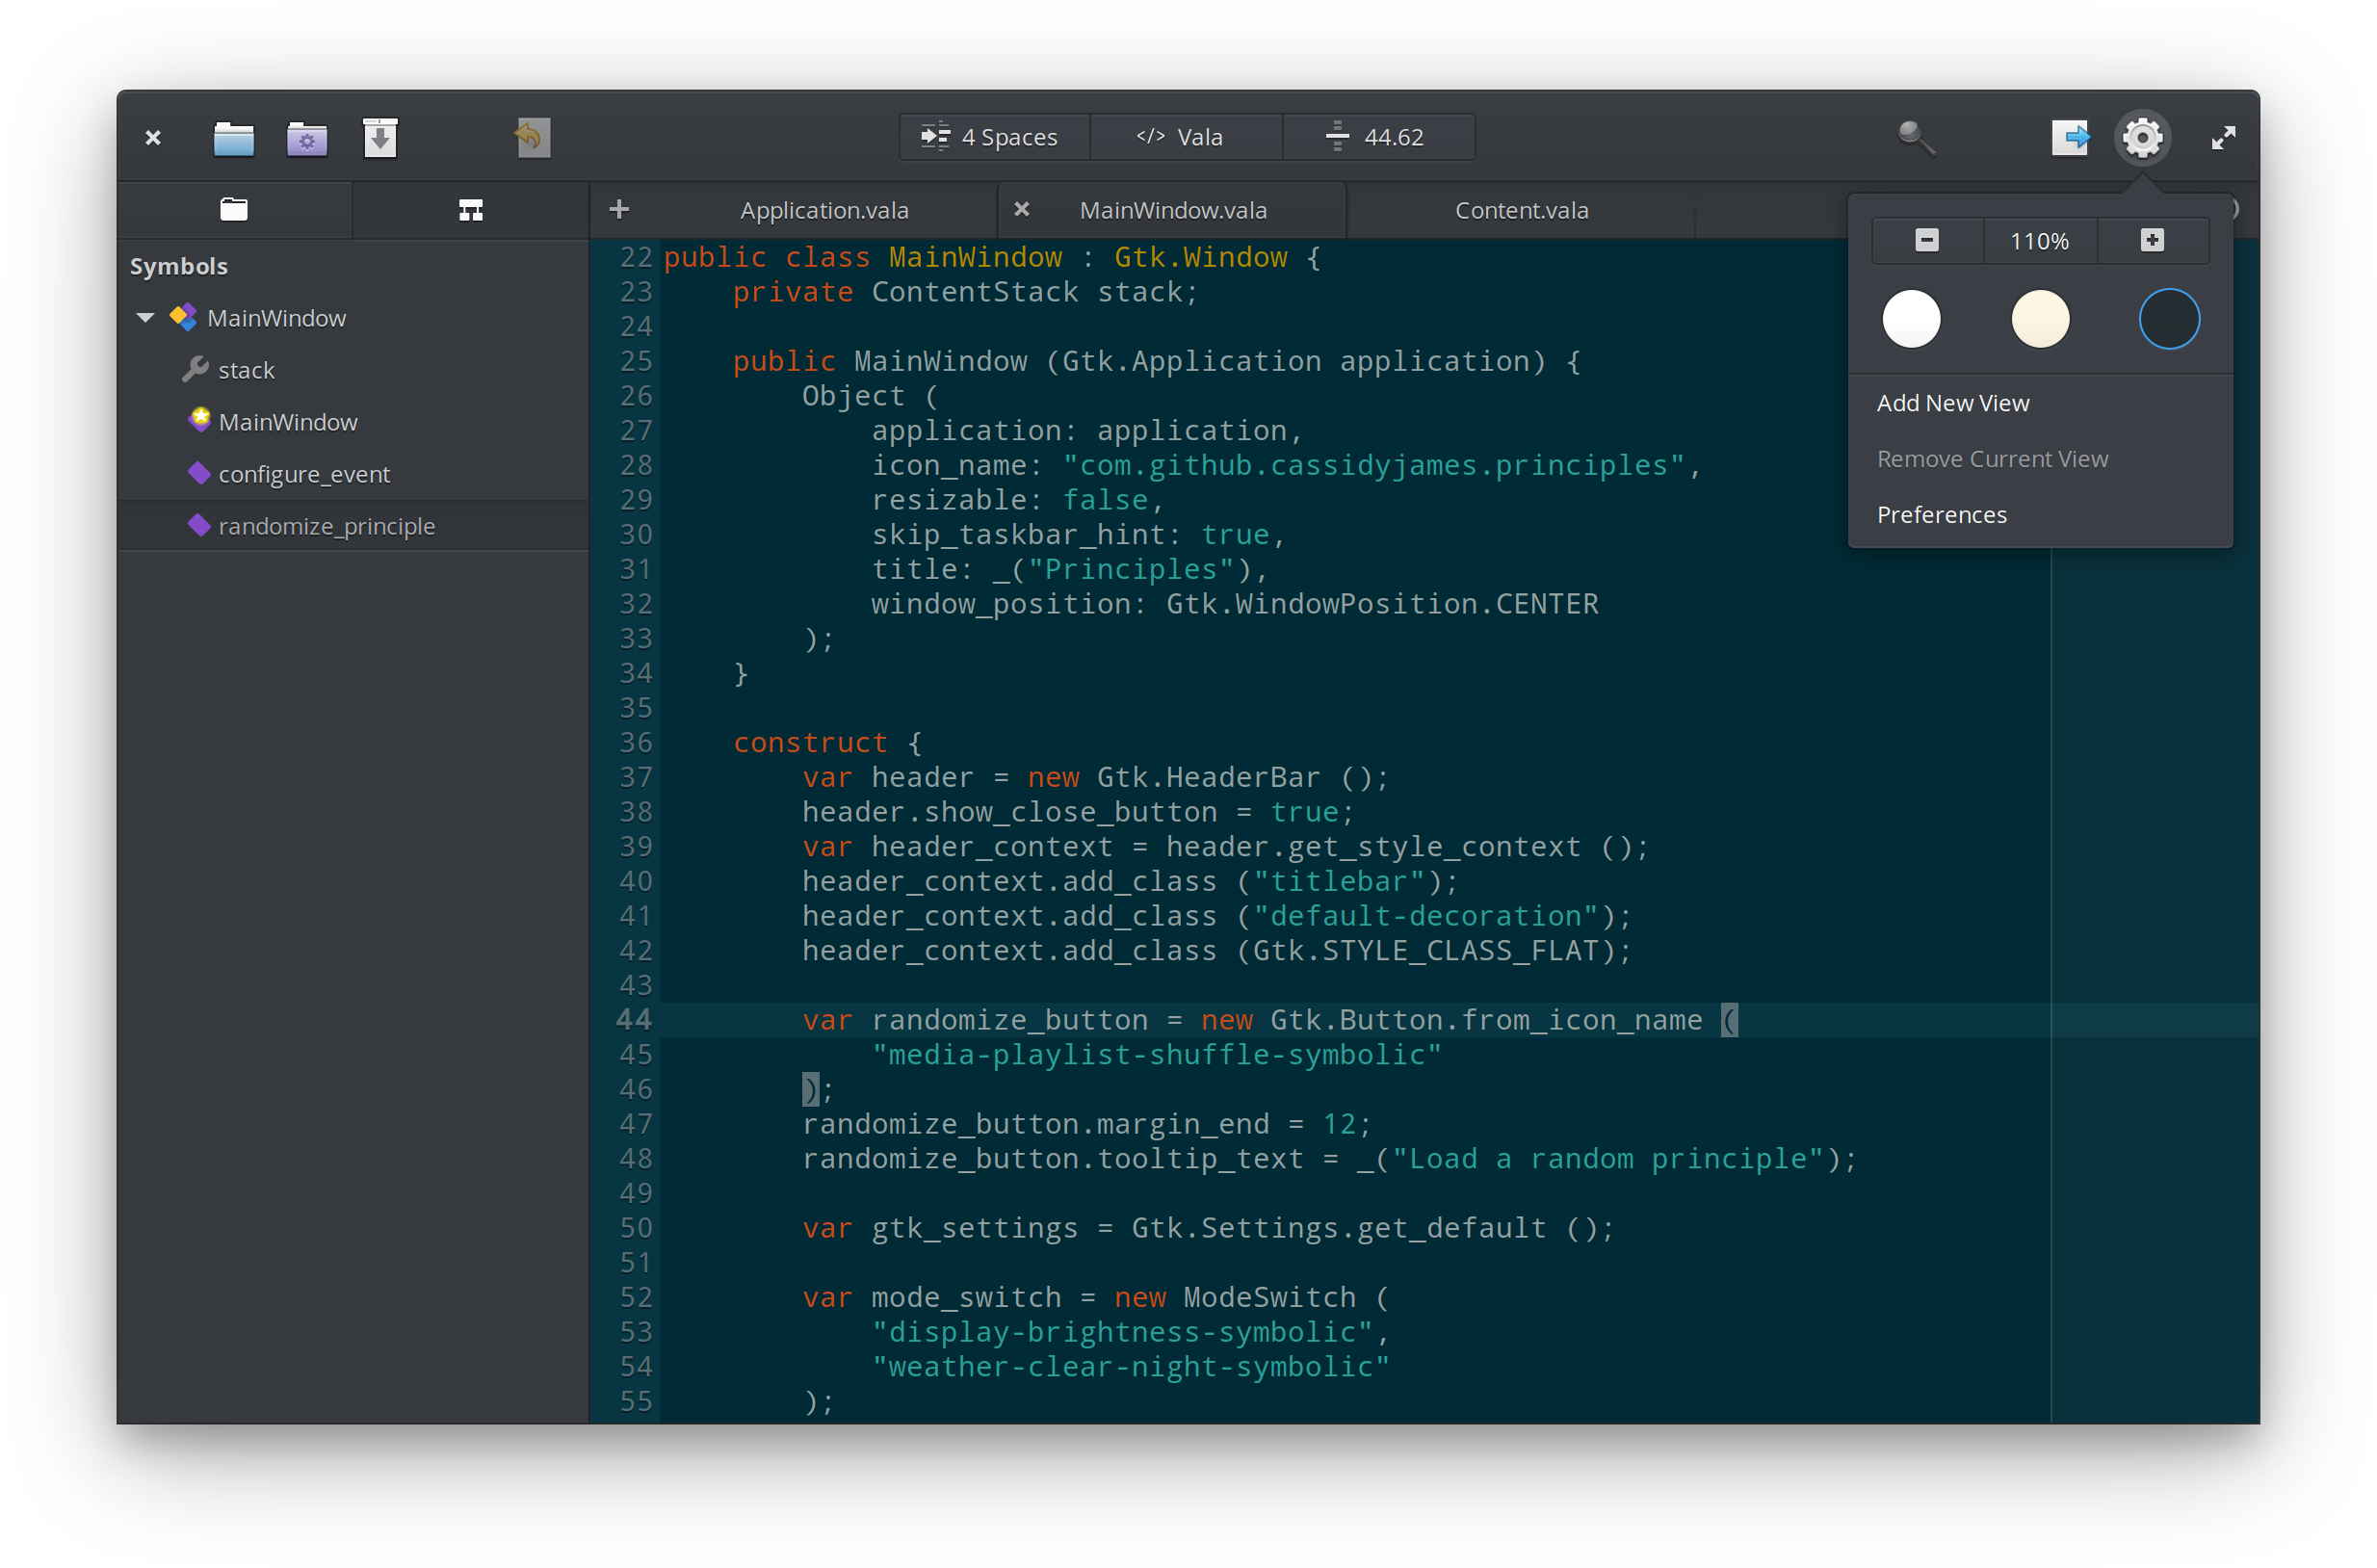 4 Spaces
</> Vala
44.62
Application.vala
MainWindow.vala
Content.vala
110%
Add New View
Remove Current View
Preferences
Symbols
MainWindow
stack
MainWindow
configure_event
randomize_principle
22 public class MainWindow : Gtk.Window {
23     private ContentStack stack;
24
25     public MainWindow (Gtk.Application application) {
26         Object (
27             application: application,
28             icon_name: "com.github.cassidyjames.principles",
29             resizable: false,
30             skip_taskbar_hint: true,
31             title: _("Principles"),
32             window_position: Gtk.WindowPosition.CENTER
33         );
34     }
35
36     construct {
37         var header = new Gtk.HeaderBar ();
38         header.show_close_button = true;
39         var header_context = header.get_style_context ();
40         header_context.add_class ("titlebar");
41         header_context.add_class ("default-decoration");
42         header_context.add_class (Gtk.STYLE_CLASS_FLAT);
43
44         var randomize_button = new Gtk.Button.from_icon_name (
45             "media-playlist-shuffle-symbolic"
46         );
47         randomize_button.margin_end = 12;
48         randomize_button.tooltip_text = _("Load a random principle");
49
50         var gtk_settings = Gtk.Settings.get_default ();
51
52         var mode_switch = new ModeSwitch (
53             "display-brightness-symbolic",
54             "weather-clear-night-symbolic"
55         );